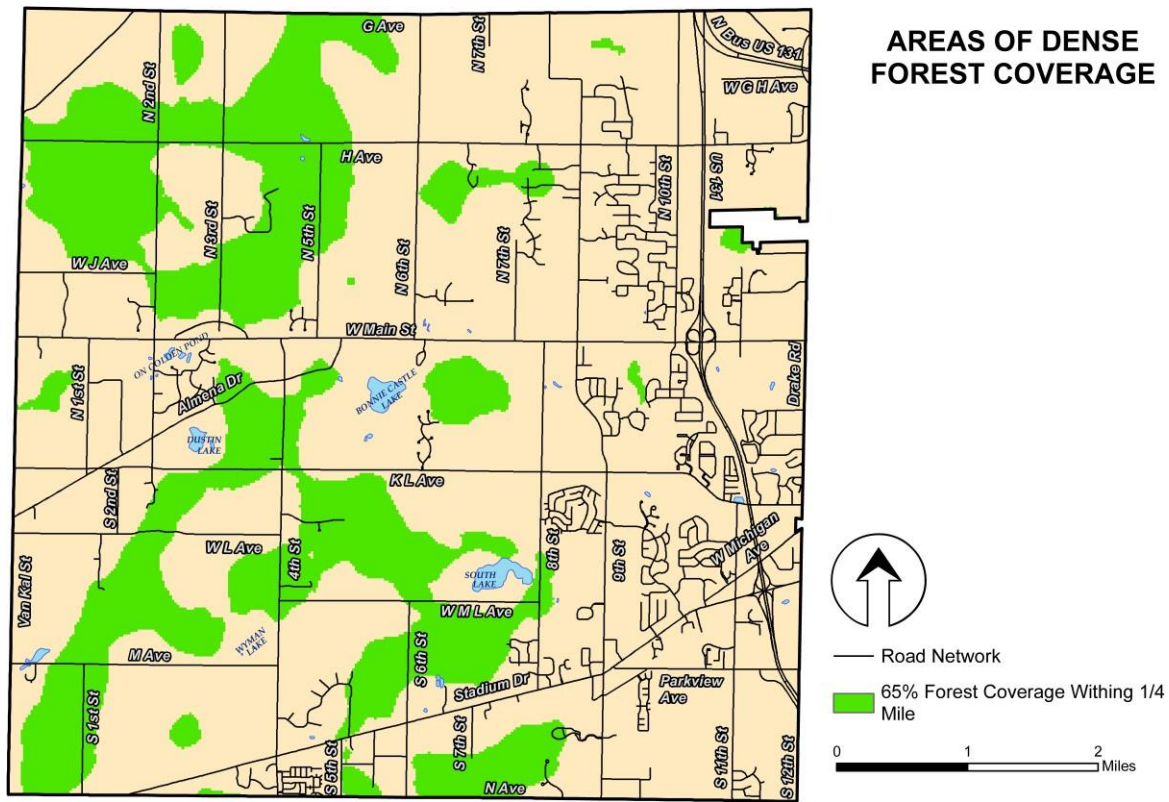 AREAS OF DENSE
FOREST COVERAGE
G Ave
N 7th St
N Bus US 131
W G H Ave
N 2nd St
H Ave
N 10th St
US 131
N 3rd St
N 5th St
N 6th St
N 7th St
W J Ave
W Main St
ON GOLDEN POND
N 1st St
Almena Dr
BONNIE CASTLE
LAKE
Drake Rd
DUSTIN
LAKE
K L Ave
S 2nd St
W L Ave
4th St
8th St
9th St
W Michigan
Ave
SOUTH
LAKE
Van Kal St
W M L Ave
WYMAN
LAKE
M Ave
S 6th St
Stadium Dr
Parkview
Ave
S 1st St
S 5th St
S 7th St
N Ave
S 11th St
S 12th St
Road Network
65% Forest Coverage Withing 1/4
Mile
0 1 2
Miles